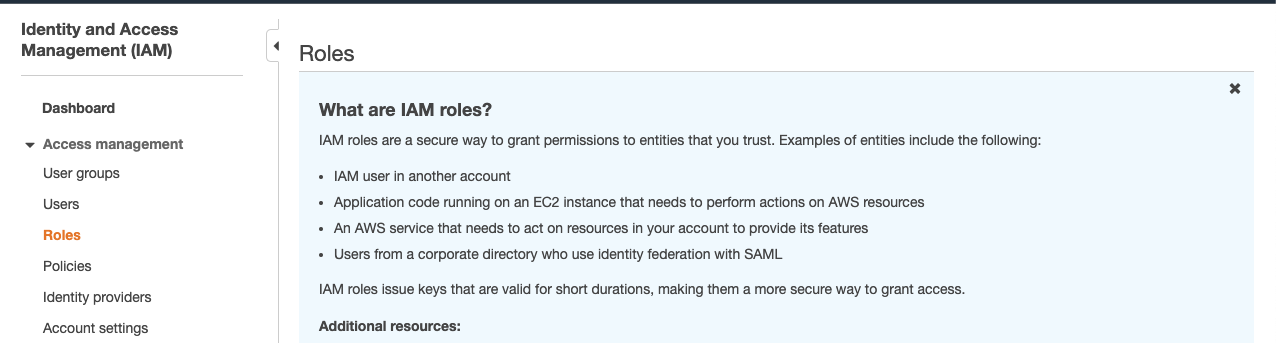 Identity and Access
Management (IAM)
Dashboard
Access management
User groups
Users
Roles
Policies
Identity providers
Account settings
Roles
What are IAM roles?
IAM roles are a secure way to grant permissions to entities that you trust. Examples of entities include the following:
• IAM user in another account
• Application code running on an EC2 instance that needs to perform actions on AWS resources
• An AWS service that needs to act on resources in your account to provide its features
• Users from a corporate directory who use identity federation with SAML
IAM roles issue keys that are valid for short durations, making them a more secure way to grant access.
Additional resources: